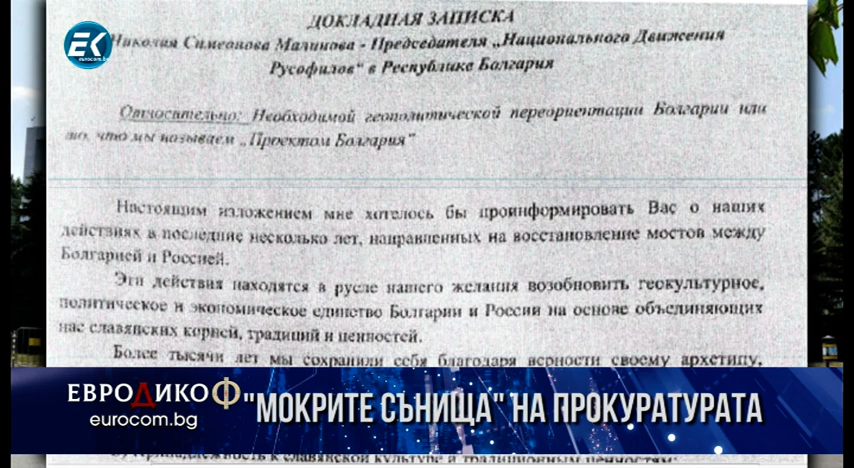 ДОКЛАДНАЯ ЗАПИСКА
EK
eurocom.bg
Николая Симеонова Малинова - Председателя „Национального Движения
Русофилов" в Республике Болгария
Относительно: Необходимой геополитической переориентации Болгарии или
то, что мы называем „Проектом Болгария"
Настоящим изложением мне хотелось бы проинформировать Вас о наших
действиях в последние несколько лет, направленных на восстановление мостов между
Болгарией и Россией.
Эти действия находятся в русле нашего желания возобновить геокультурное,
политическое и экономическое единство Болгарии и России на основе объединяющих
нас славянских корней, традиций и ценностей.
Более тысячи лет мы сохранили себя благодаря верности своему архетипу,
ЕВРОДИКОФ
eurocom.bg
"МОКРИТЕ СЪНИЩА" НА ПРОКУРАТУРАТА
к славянской культуре и традиционным ценностям